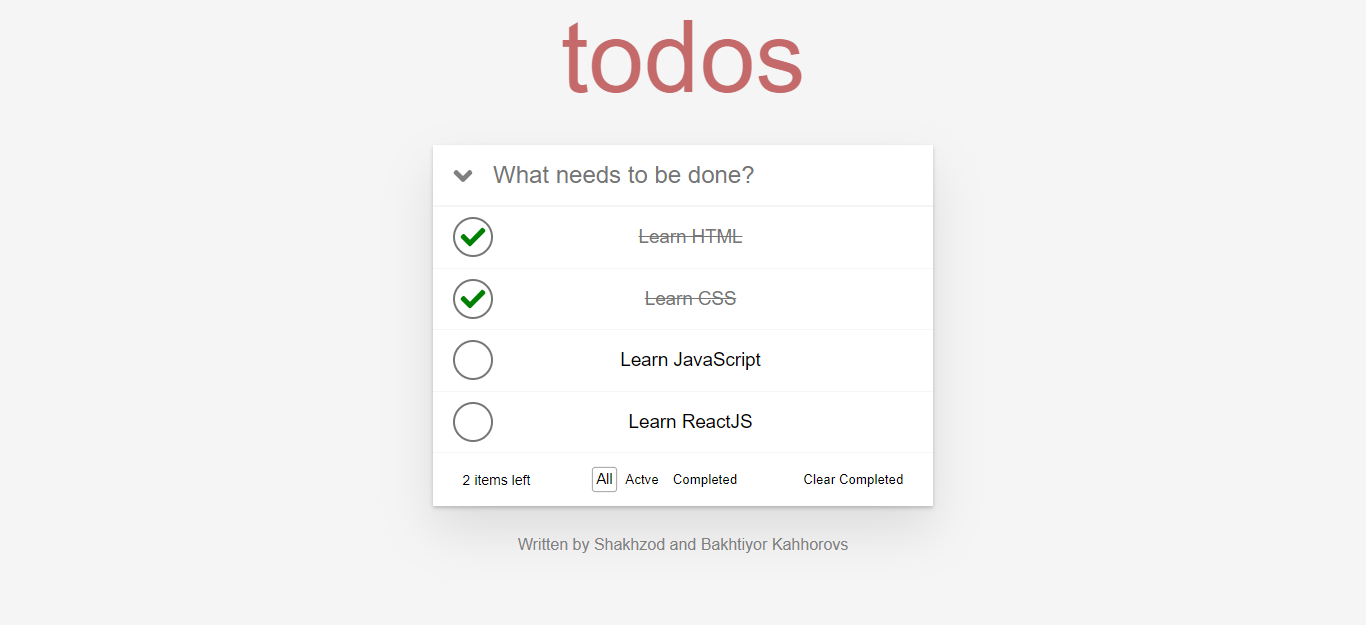 todos
What needs to be done?
Learn HTML
Learn CSS
Learn JavaScript
Learn ReactJS
2 items left All Actve Completed Clear Completed
Written by Shakhzod and Bakhtiyor Kahhorovs